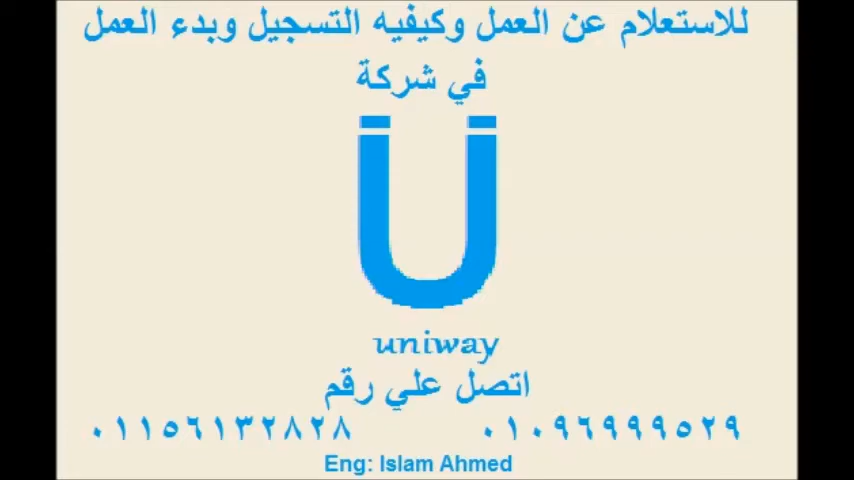 للاستعلام عن العمل وكيفيه التسجيل وبدء العمل
في شركة
uniway
اتصل علي رقم
٠١١٥٦١٣٢٨٢٨ ٠١٠٩٦٩٩٩٥٢٩
Eng: Islam Ahmed